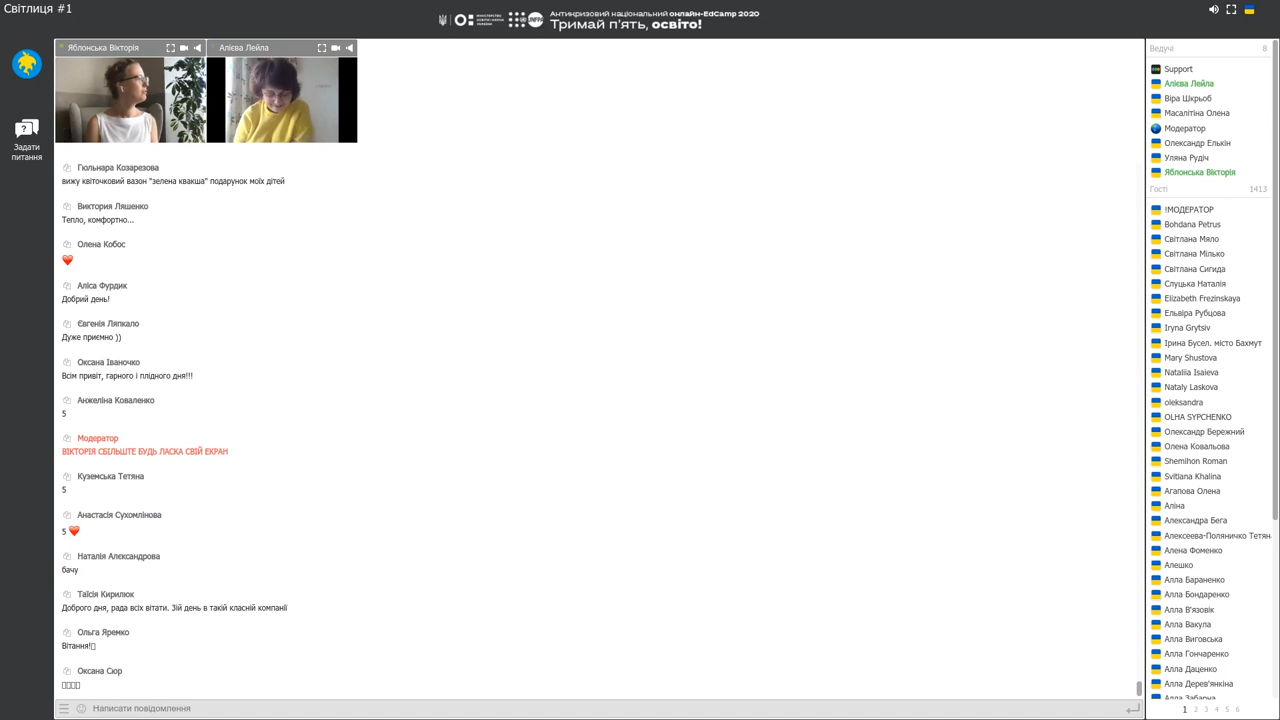 Світлиця #1
МІНІСТЕРСТВО ОСВІТИ І НАУКИ УКРАЇНИ
Антикризовий національний онлайн-EdCamp 2020
Тримай п'ять, освіто!
Задати питання
Яблонська Вікторія
Алієва Лейла
Гюльнара Козарезова
вижу квіточковий вазон "зелена квакша" подарунок моїх дітей
Виктория Ляшенко
Тепло, комфортно...
Олена Кобос
❤️
Аліса Фурдик
Добрий день!
Євгенія Ляпкало
Дуже приємно ))
Оксана Іваночко
Всім привіт, гарного і плідного дня!!!
Анжеліна Коваленко
5
Модератор
ВІКТОРІЯ СБІЛЬШТЕ БУДЬ ЛАСКА СВІЙ ЕКРАН
Куземська Тетяна
5
Анастасія Сухомлінова
5 ❤️
Наталія Алєксандрова
бачу
Таїсія Кирилюк
Доброго дня, рада всіх вітати. Зій день в такій класній компанії
Ольга Яремко
Вітання!
Оксана Сюр
Написати повідомлення
Ведучі 8
Support
Алієва Лейла
Віра Шкрьоб
Масалітіна Олена
Модератор
Олександр Елькін
Уляна Рудіч
Яблонська Вікторія
Гості 1413
!МОДЕРАТОР
Bohdana Petrus
Світлана Мяло
Світлана Мілько
Світлана Сигида
Слуцька Наталія
Elizabeth Frezinskaya
Ельвіра Рубцова
Iryna Grytsiv
Ірина Бусел. місто Бахмут
Mary Shustova
Nataliia Isaieva
Nataly Laskova
oleksandra
OLHA SYPCHENKO
Олександр Бережний
Олена Ковальова
Shemihon Roman
Svitlana Khalina
Агапова Олена
Аліна
Александра Бега
Алексеева-Поляничко Тетян
Алена Фоменко
Алешко
Алла Бараненко
Алла Бондаренко
Алла В'язовік
Алла Вакула
Алла Виговська
Алла Гончаренко
Алла Даценко
Алла Дерев'янкіна
Алла Забарна
1 2 3 4 5 6